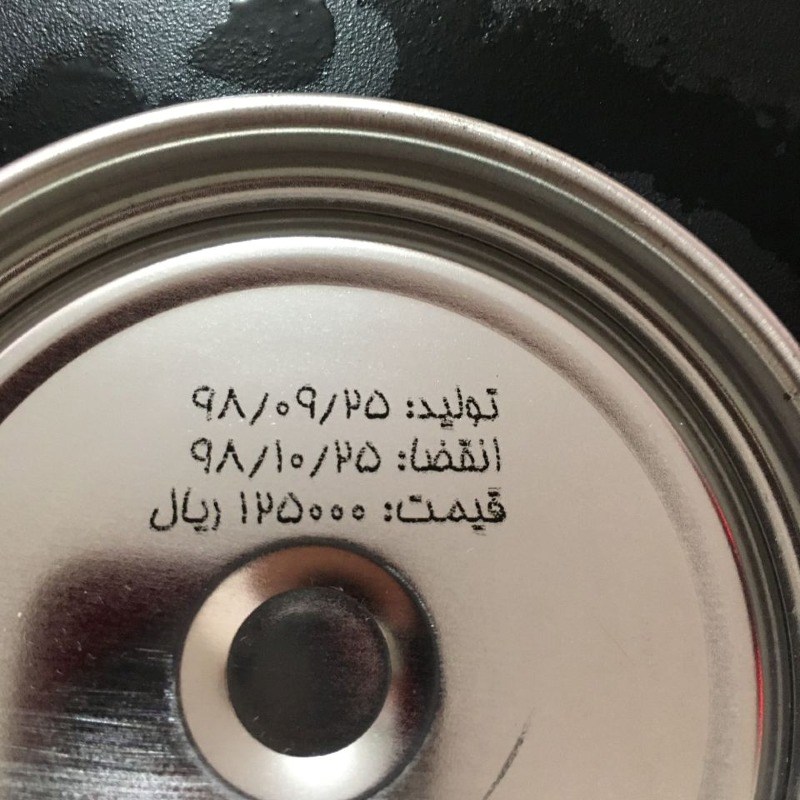 تولید: ۹۸/۰۹/۲۵
انقضا: ۹۸/۱۰/۲۵
قیمت: ۱۲۵۰۰۰ ریال